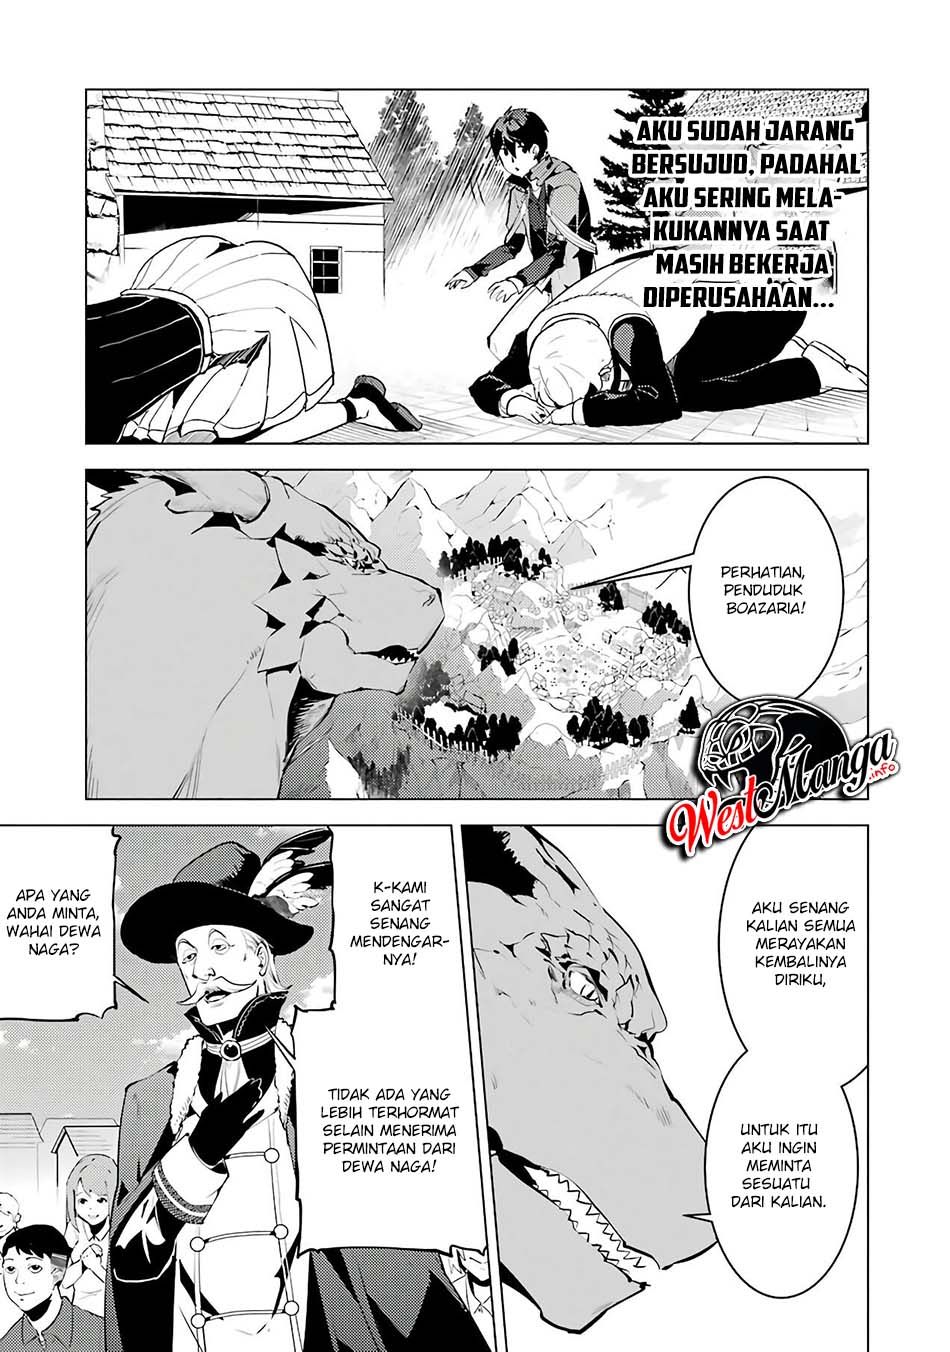 AKU SUDAH JARANG
BERSUJUD, PADAHAL
AKU SERING MELA-
KUKANNYA SAAT
MASIH BEKERJA
DIPERUSAHAAN...
PERHATIAN,
PENDUDUK
BOAZARIA!
WESTMANGA
.info
AKU SENANG
KALIAN SEMUA
MERAYAKAN
KEMBALINYA
DIRIKU,
UNTUK ITU
AKU INGIN
MEMINTA
SESUATU
DARI KALIAN.
K-KAMI
SANGAT
SENANG
MENDENGAR-
NYA!
TIDAK ADA YANG
LEBIH TERHORMAT
SELAIN MENERIMA
PERMINTAAN DARI
DEWA NAGA!
APA YANG
ANDA MINTA,
WAHAI DEWA
NAGA?